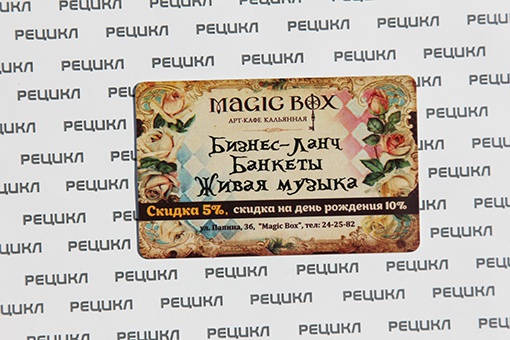 MAGIC BOX
АРТ-КАФЕ КАЛЬЯННАЯ
Бизнес-Ланч
Банкеты
Живая музыка
Скидка 5%, скидка на день рождения 10%
ул. Папина, 36, "Magic Box", тел: 24-25-82
РЕЦИКЛ